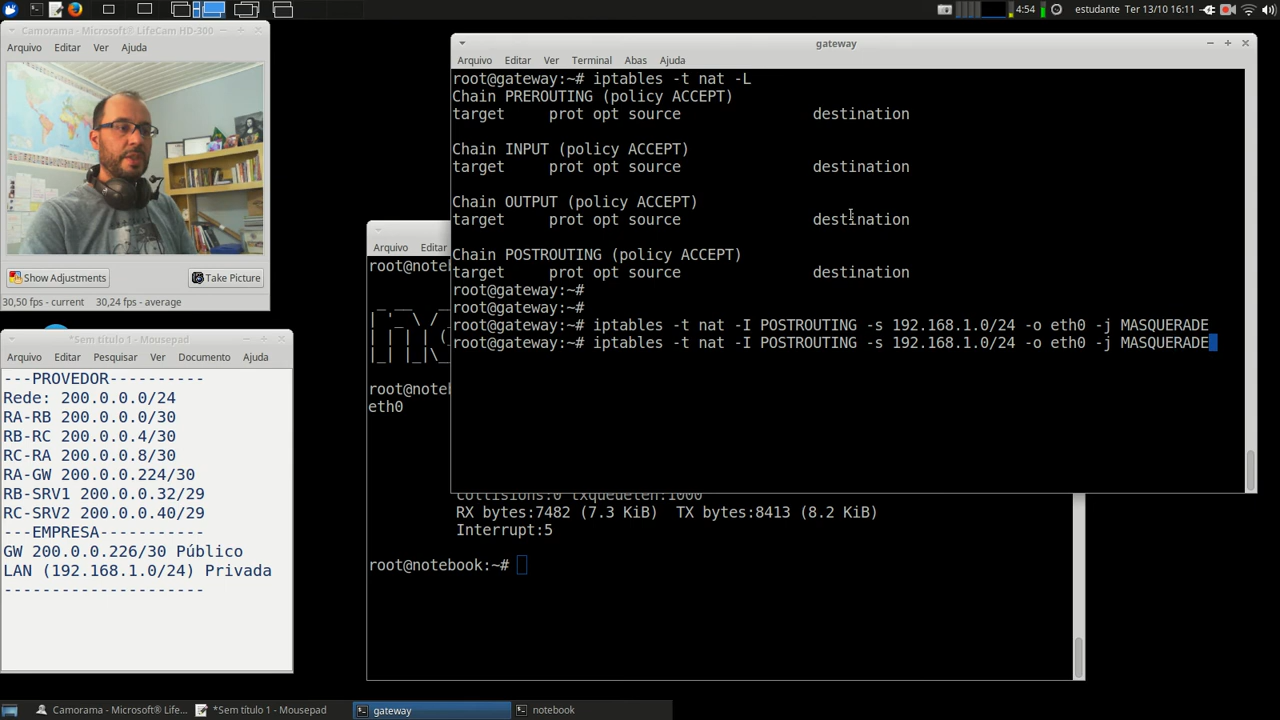 4:54
estudante
Ter 13/10 16:11
Camorama - Microsoft® LifeCam HD-300
Arquivo Editar Ver Ajuda
Show Adjustments
Take Picture
30,50 fps - current 30,24 fps - average
*Sem título 1 - Mousepad
Arquivo Editar Pesquisar Ver Documento Ajuda
---PROVEDOR----------
Rede: 200.0.0.0/24
RA-RB 200.0.0.0/30
RB-RC 200.0.0.4/30
RC-RA 200.0.0.8/30
RA-GW 200.0.0.224/30
RB-SRV1 200.0.0.32/29
RC-SRV2 200.0.0.40/29
---EMPRESA-----------
GW 200.0.0.226/30 Público
LAN (192.168.1.0/24) Privada
---------------------
gateway
Arquivo Editar Ver Terminal Abas Ajuda
root@gateway:~# iptables -t nat -L
Chain PREROUTING (policy ACCEPT)
target     prot opt source               destination

Chain INPUT (policy ACCEPT)
target     prot opt source               destination

Chain OUTPUT (policy ACCEPT)
target     prot opt source               destination

Chain POSTROUTING (policy ACCEPT)
target     prot opt source               destination
root@gateway:~#
root@gateway:~#
root@gateway:~# iptables -t nat -I POSTROUTING -s 192.168.1.0/24 -o eth0 -j MASQUERADE
root@gateway:~# iptables -t nat -I POSTROUTING -s 192.168.1.0/24 -o eth0 -j MASQUERADE
Arquivo Editar
root@noteb
root@noteb
eth0
collisions:0 txqueuelen:1000
RX bytes:7482 (7.3 KiB)  TX bytes:8413 (8.2 KiB)
Interrupt:5
root@notebook:~#
Camorama - Microsoft® Life...
*Sem título 1 - Mousepad
gateway
notebook